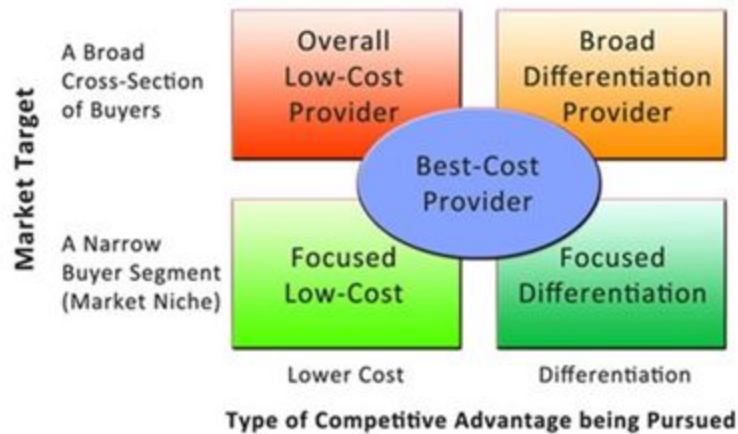 Market Target
A Broad
Cross-Section
of Buyers
Overall
Low-Cost
Provider
Broad
Differentiation
Provider
Best-Cost
Provider
A Narrow
Buyer Segment
(Market Niche)
Focused
Low-Cost
Focused
Differentiation
Lower Cost
Differentiation
Type of Competitive Advantage being Pursued